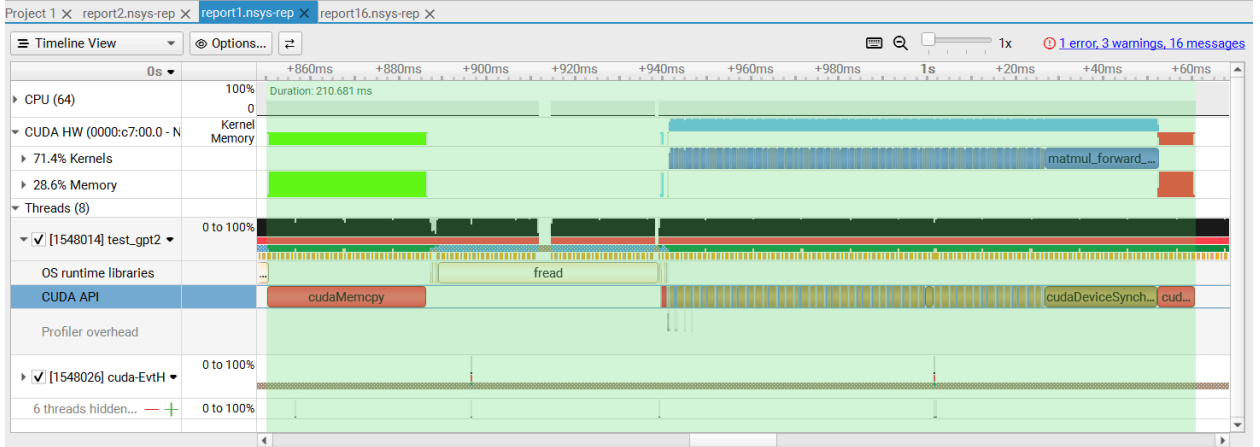 Project 1 report2.nsys-rep report1.nsys-rep report16.nsys-rep
Timeline View Options... 1x 1 error, 3 warnings, 16 messages
0s +860ms +880ms +900ms +920ms +940ms +960ms +980ms 1s +20ms +40ms +60ms
CPU (64) 100% Duration: 210.681 ms
0
CUDA HW (0000:c7:00.0 - N Kernel
Memory
71.4% Kernels matmul_forward_...
28.6% Memory
Threads (8)
[1548014] test_gpt2 0 to 100%
OS runtime libraries ... fread
CUDA API cudaMemcpy cudaDeviceSynch... cud...
Profiler overhead
[1548026] cuda-EvtH 0 to 100%
6 threads hidden... 0 to 100%